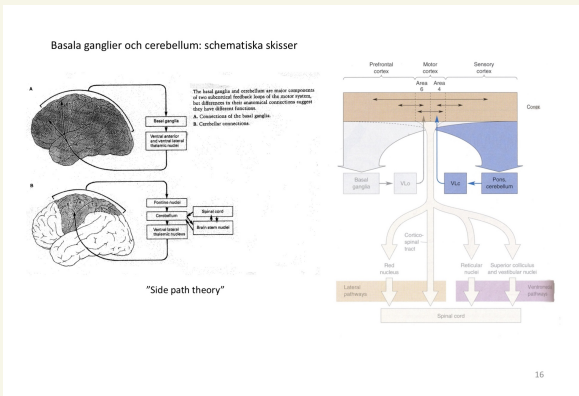 Basala ganglier och cerebellum: schematiska skisser
A
The basal ganglia and cerebellum are major components
of two subcortical feedback loops of the motor system,
but differences in their anatomical connections suggest
they have different functions.
A. Connections of the basal ganglia.
B. Cerebellar connections.
Basal ganglia
Ventral anterior
and ventral lateral
thalamic nuclei
B
Pontine nuclei
Cerebellum
Ventral lateral
thalamic nucleus
Spinal cord
Brain stem nuclei
"Side path theory"
Prefrontal
cortex
Motor
cortex
Sensory
cortex
Area
6
Area
4
Basal
ganglia
VLo
VLc
Pons,
cerebellum
Cortico-
spinal
tract
Red
nucleus
Reticular
nuclei
Superior colliculus
and vestibular nuclei
Lateral
pathways
Spinal cord
16